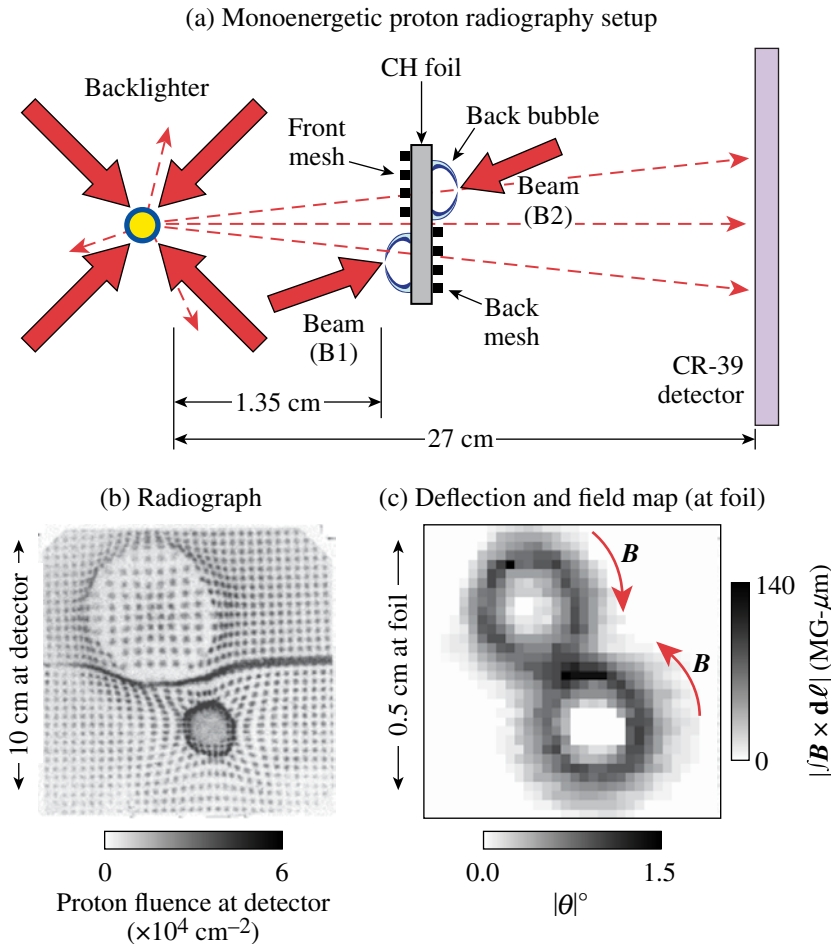 (a) Monoenergetic proton radiography setup
CH foil
Backlighter
Front
mesh
Back bubble
Beam
(B2)
Beam
(B1)
Back
mesh
CR-39
detector
1.35 cm
27 cm
(b) Radiograph
10 cm at detector
0
6
Proton fluence at detector
(×10⁴ cm⁻²)
(c) Deflection and field map (at foil)
0.5 cm at foil
B
B
140
0
|∫B × dℓ| (MG-μm)
0.0
1.5
|θ|°